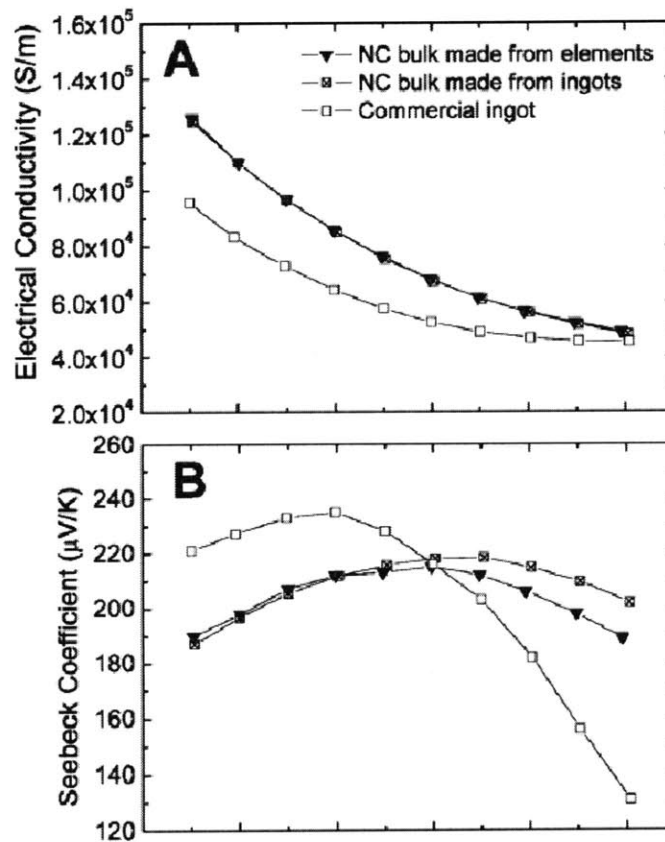 A
NC bulk made from elements
NC bulk made from ingots
Commercial ingot
Electrical Conductivity (S/m)
1.6x10⁵
1.4x10⁵
1.2x10⁵
1.0x10⁵
8.0x10⁴
6.0x10⁴
4.0x10⁴
2.0x10⁴
B
Seebeck Coefficient (μV/K)
260
240
220
200
180
160
140
120